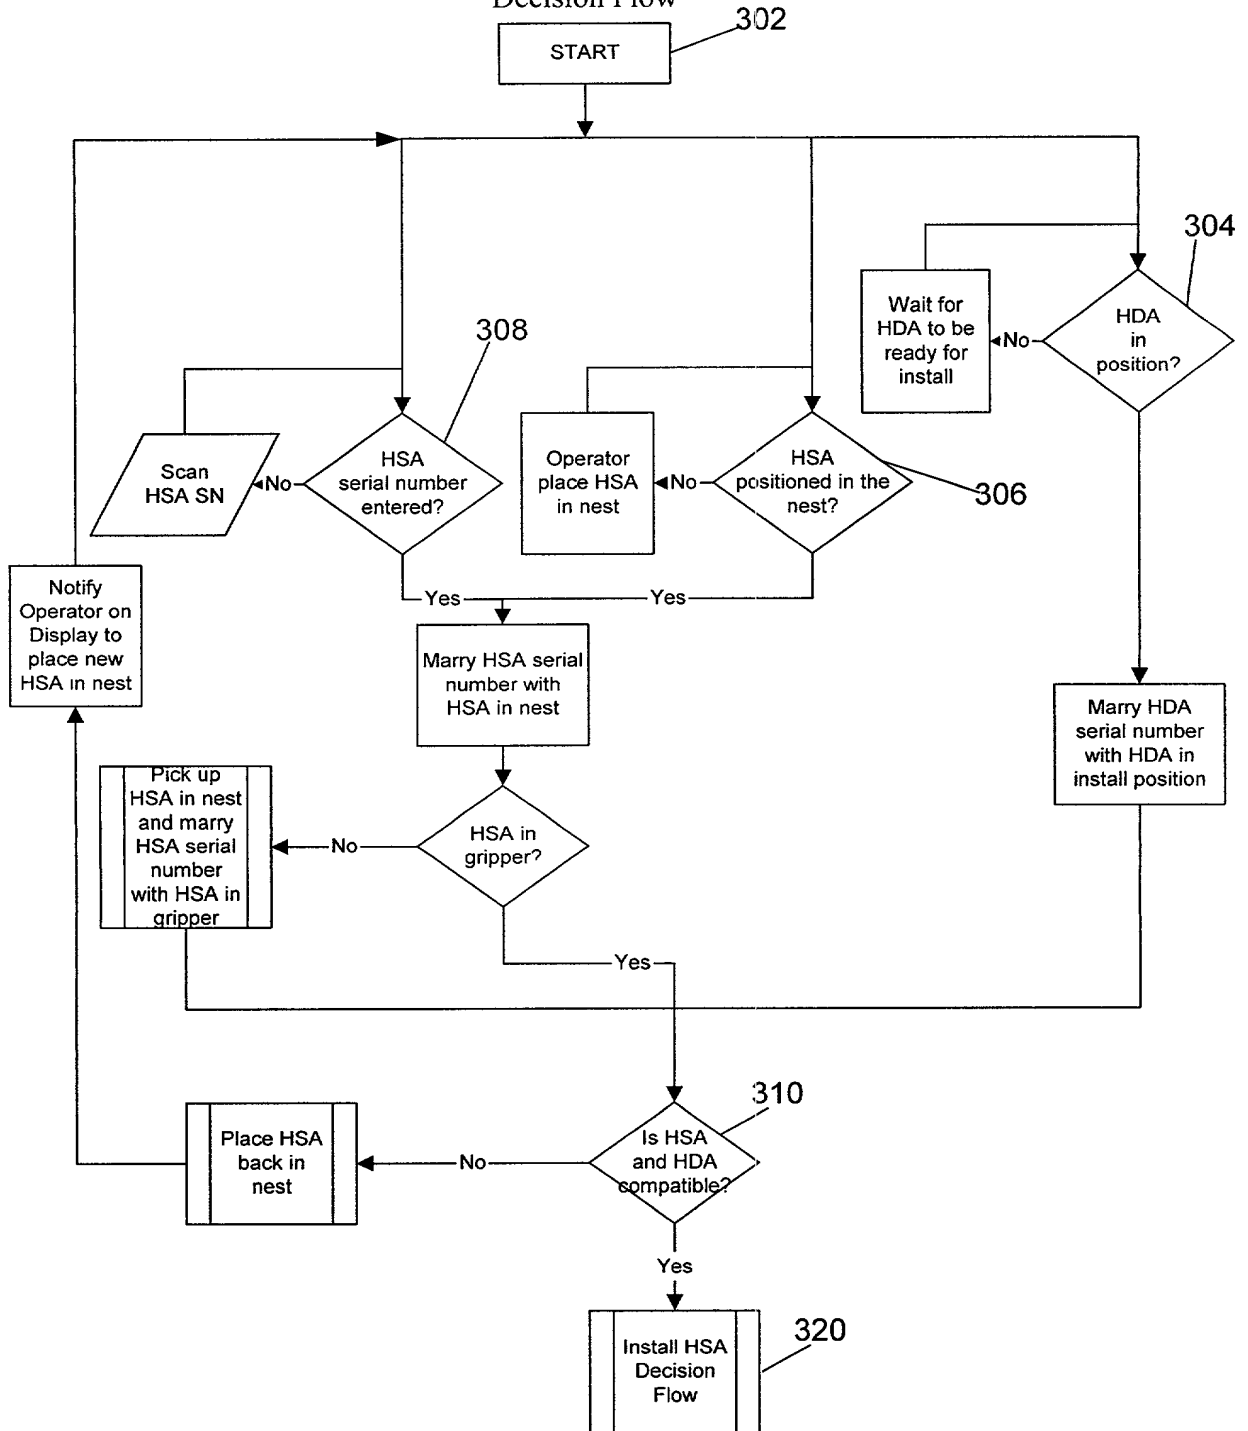 Decision Flow
302
START
304
Wait for
HDA to be
ready for
install
No
HDA
in
position?
308
Scan
HSA SN
No
HSA
serial number
entered?
Operator
place HSA
in nest
No
HSA
positioned in the
nest?
306
Notify
Operator on
Display to
place new
HSA in nest
Yes
Yes
Marry HSA serial
number with
HSA in nest
Marry HDA
serial number
with HDA in
install position
Pick up
HSA in nest
and marry
HSA serial
number
with HSA in
gripper
No
HSA in
gripper?
Yes
310
Place HSA
back in
nest
No
Is HSA
and HDA
compatible?
Yes
320
Install HSA
Decision
Flow